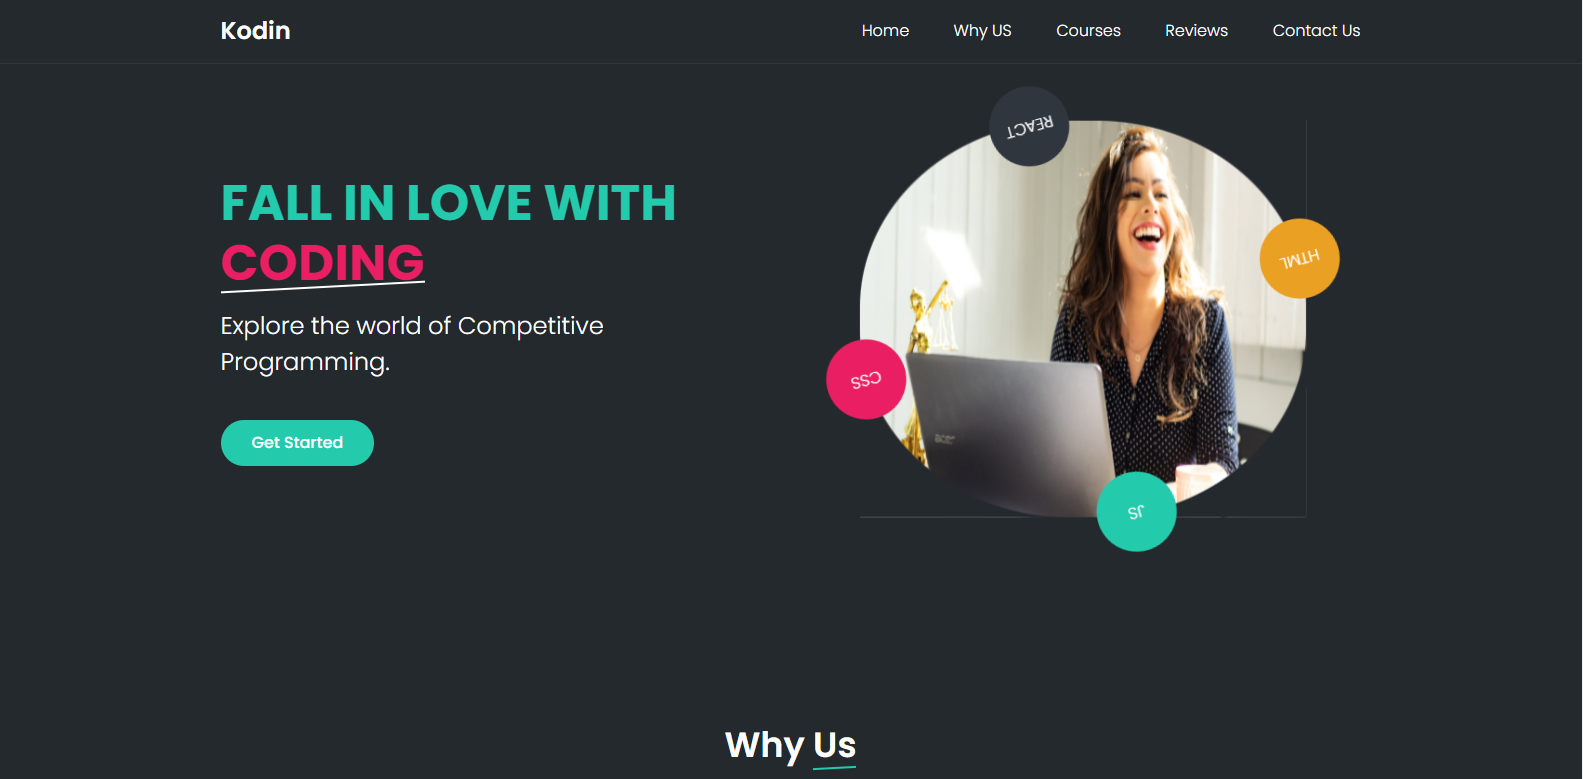 Kodin
Home
Why US
Courses
Reviews
Contact Us
FALL IN LOVE WITH
CODING
Explore the world of Competitive
Programming.
Get Started
REACT
HTML
CSS
JS
Why Us